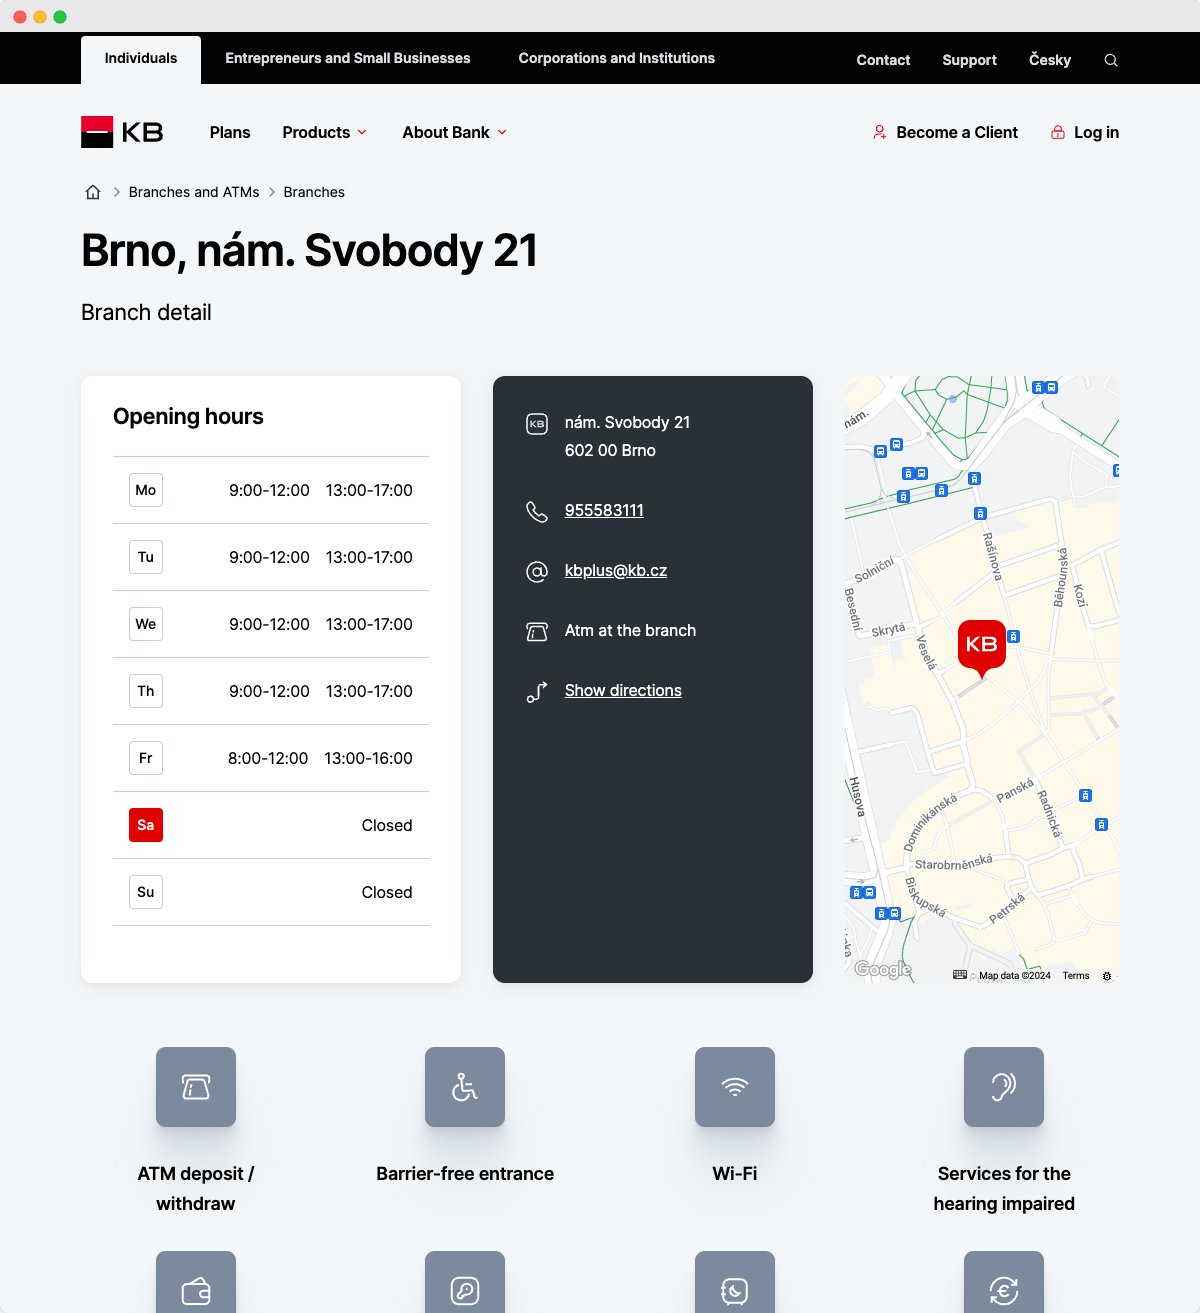 Individuals
Entrepreneurs and Small Businesses
Corporations and Institutions
Contact
Support
Česky
KB
Plans
Products
About Bank
Become a Client
Log in
Branches and ATMs
Branches
Brno, nám. Svobody 21
Branch detail
Opening hours
Mo 9:00-12:00 13:00-17:00
Tu 9:00-12:00 13:00-17:00
We 9:00-12:00 13:00-17:00
Th 9:00-12:00 13:00-17:00
Fr 8:00-12:00 13:00-16:00
Sa Closed
Su Closed
KB
nám. Svobody 21
602 00 Brno
955583111
kbplus@kb.cz
Atm at the branch
Show directions
nám.
Solniční
Besední
Skrytá
Veselá
Rašínova
Běhounská
Kozí
KB
Husova
Dominikánská
Panská
Radnická
Starobrněnská
Biskupská
Petrská
Google
Map data ©2024
Terms
ATM deposit /
withdraw
Barrier-free entrance
Wi-Fi
Services for the
hearing impaired